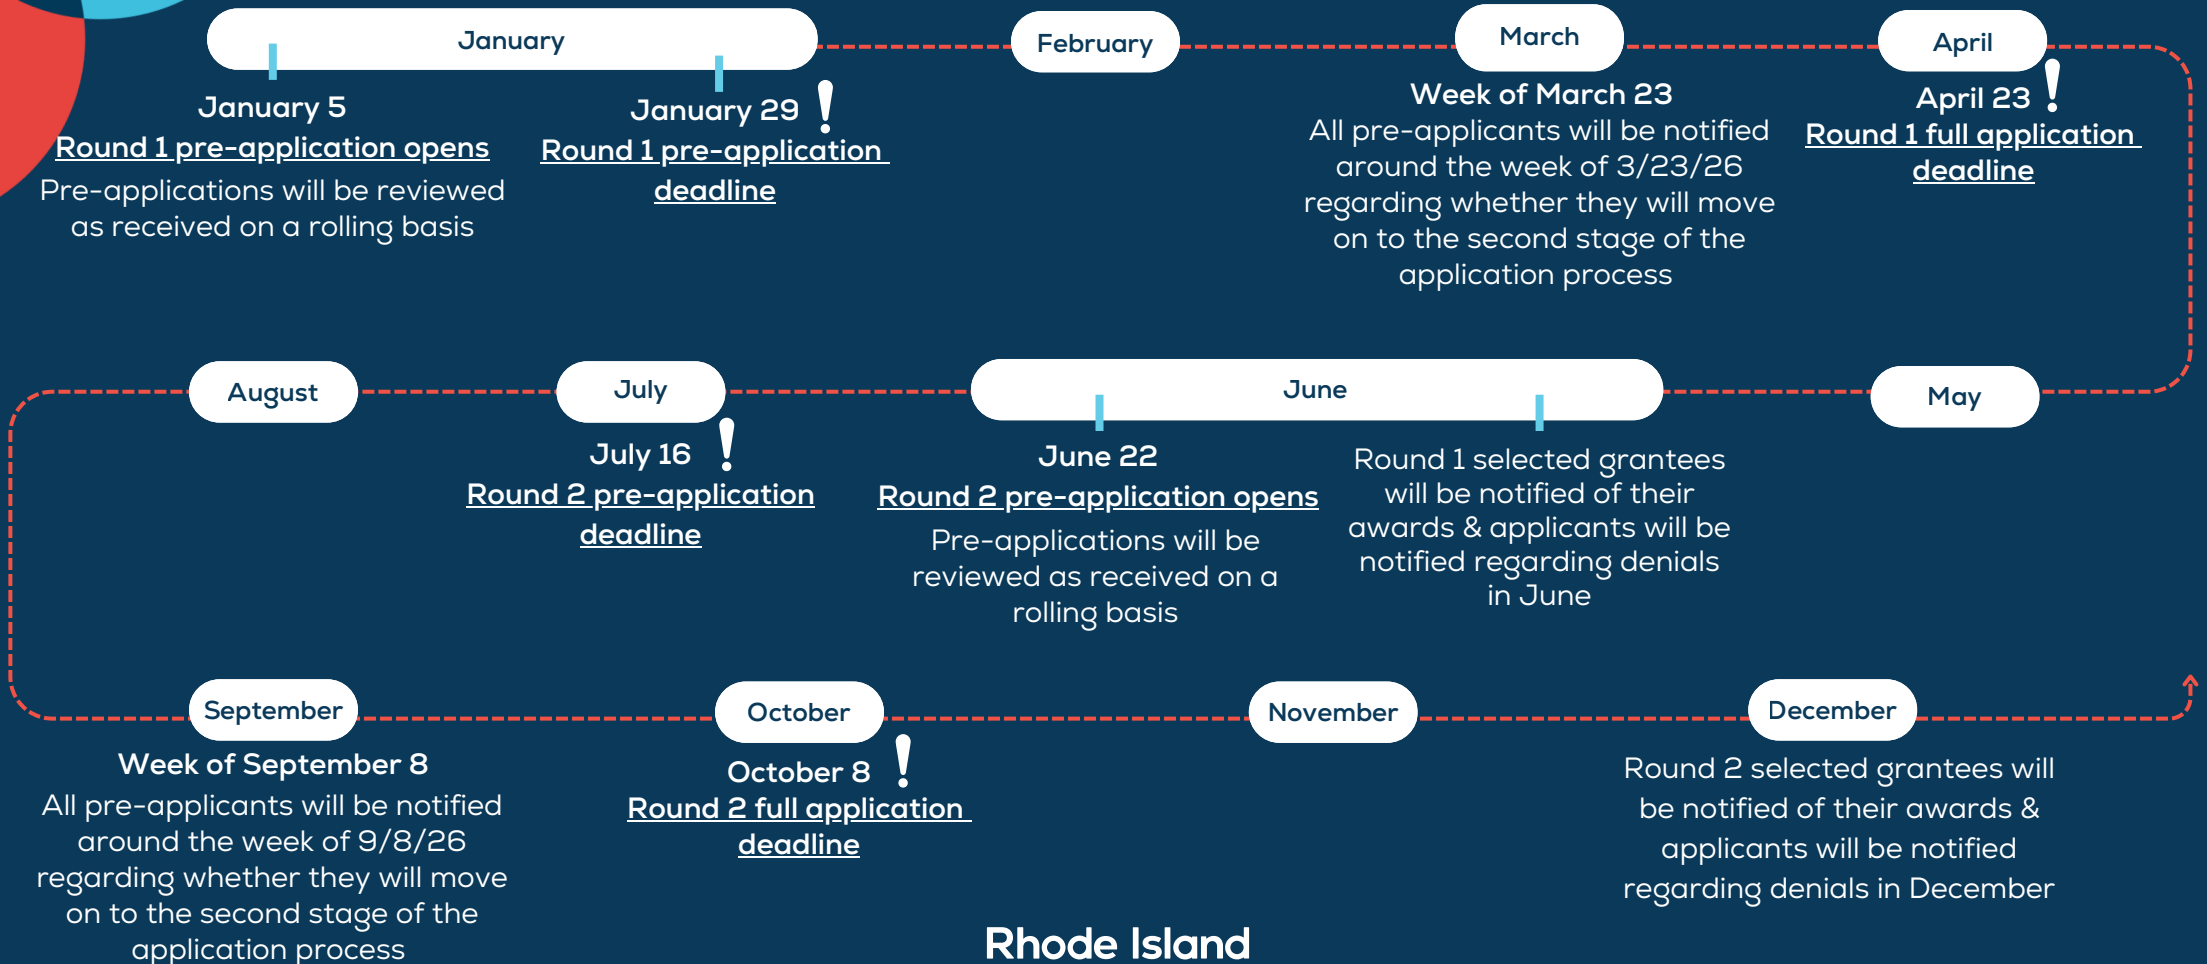 January
January 5
Round 1 pre-application opens
Pre-applications will be reviewed
as received on a rolling basis
January 29 !
Round 1 pre-application
deadline
February
March
Week of March 23
All pre-applicants will be notified
around the week of 3/23/26
regarding whether they will move
on to the second stage of the
application process
April
April 23 !
Round 1 full application
deadline
May
June
Round 1 selected grantees
will be notified of their
awards & applicants will be
notified regarding denials
in June
June 22
Round 2 pre-application opens
Pre-applications will be
reviewed as received on a
rolling basis
July
July 16 !
Round 2 pre-application
deadline
August
September
Week of September 8
All pre-applicants will be notified
around the week of 9/8/26
regarding whether they will move
on to the second stage of the
application process
October
October 8 !
Round 2 full application
deadline
November
December
Round 2 selected grantees will
be notified of their awards &
applicants will be notified
regarding denials in December
Rhode Island